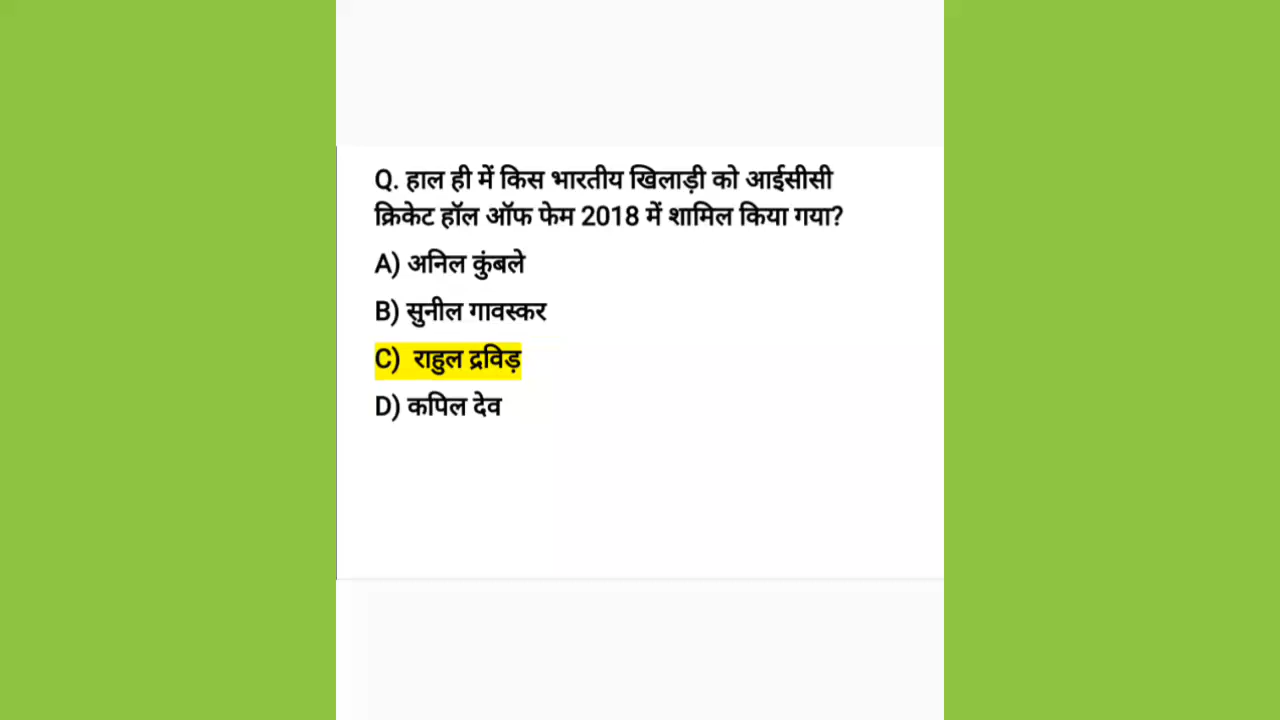 Q. हाल ही में किस भारतीय खिलाड़ी को आईसीसी
क्रिकेट हॉल ऑफ फेम 2018 में शामिल किया गया?
A) अनिल कुंबले
B) सुनील गावस्कर
C) राहुल द्रविड़
D) कपिल देव